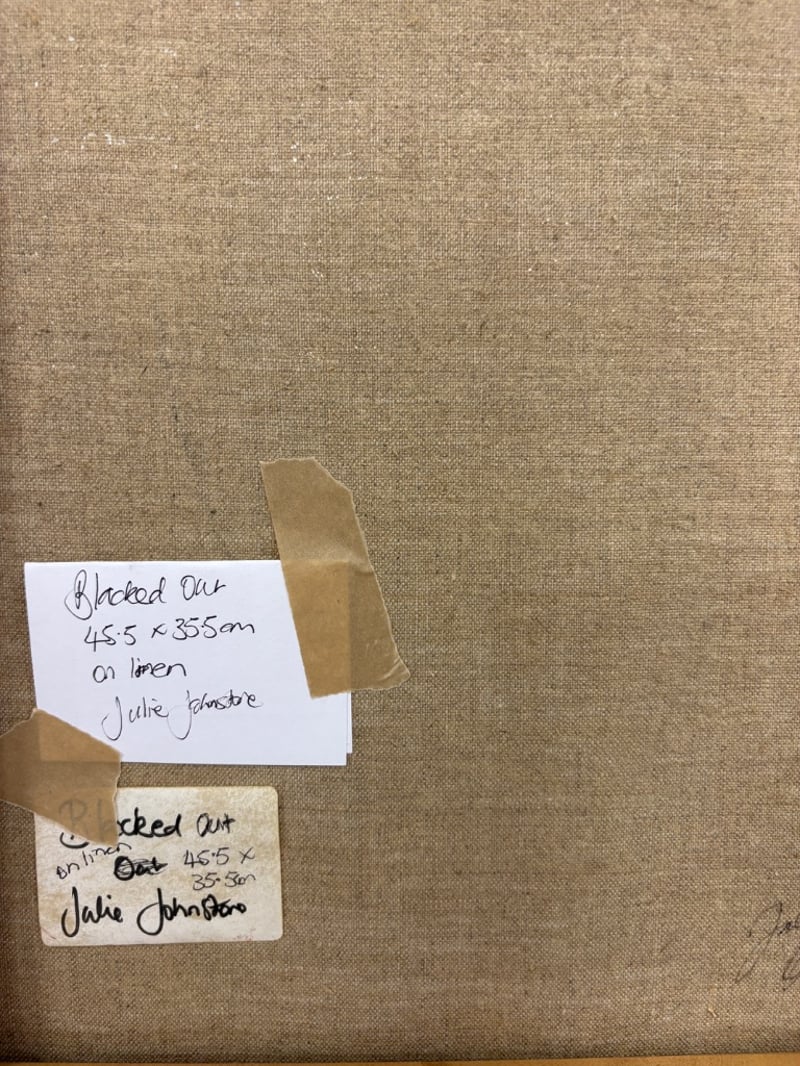 Blacked Out
45.5 x 35.5cm
on linen
Julie Johnstone
Blacked Out
on linen
45.5 x
35.5cm
Julie Johnstone